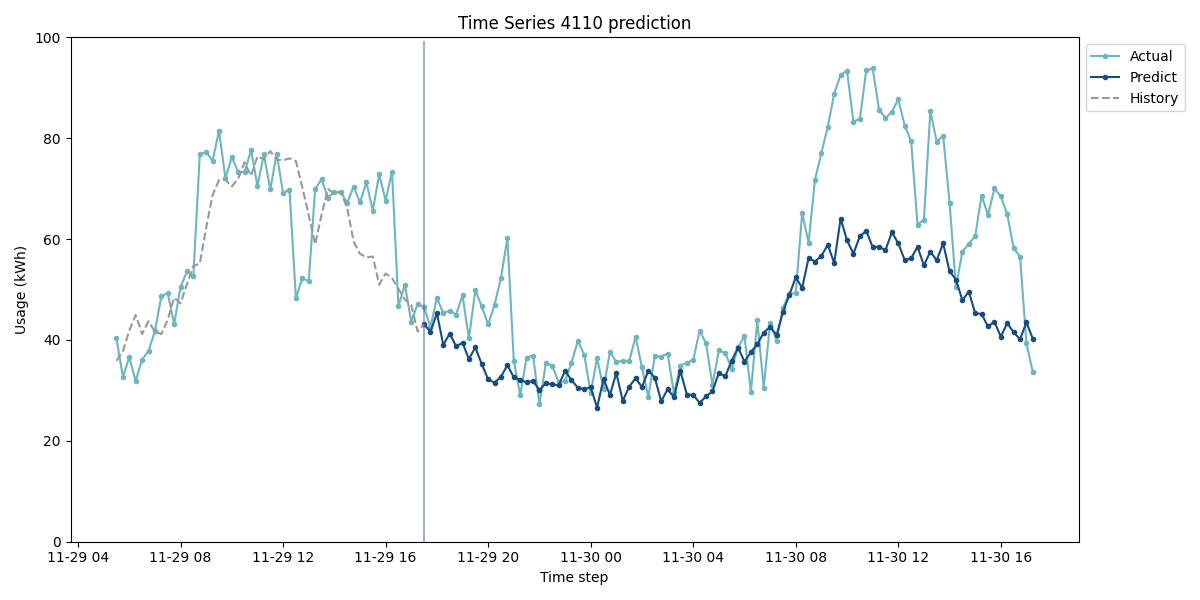 Time Series 4110 prediction
Actual
Predict
History
Usage (kWh)
100
80
60
40
20
0
11-29 04
11-29 08
11-29 12
11-29 16
11-29 20
11-30 00
11-30 04
11-30 08
11-30 12
11-30 16
Time step